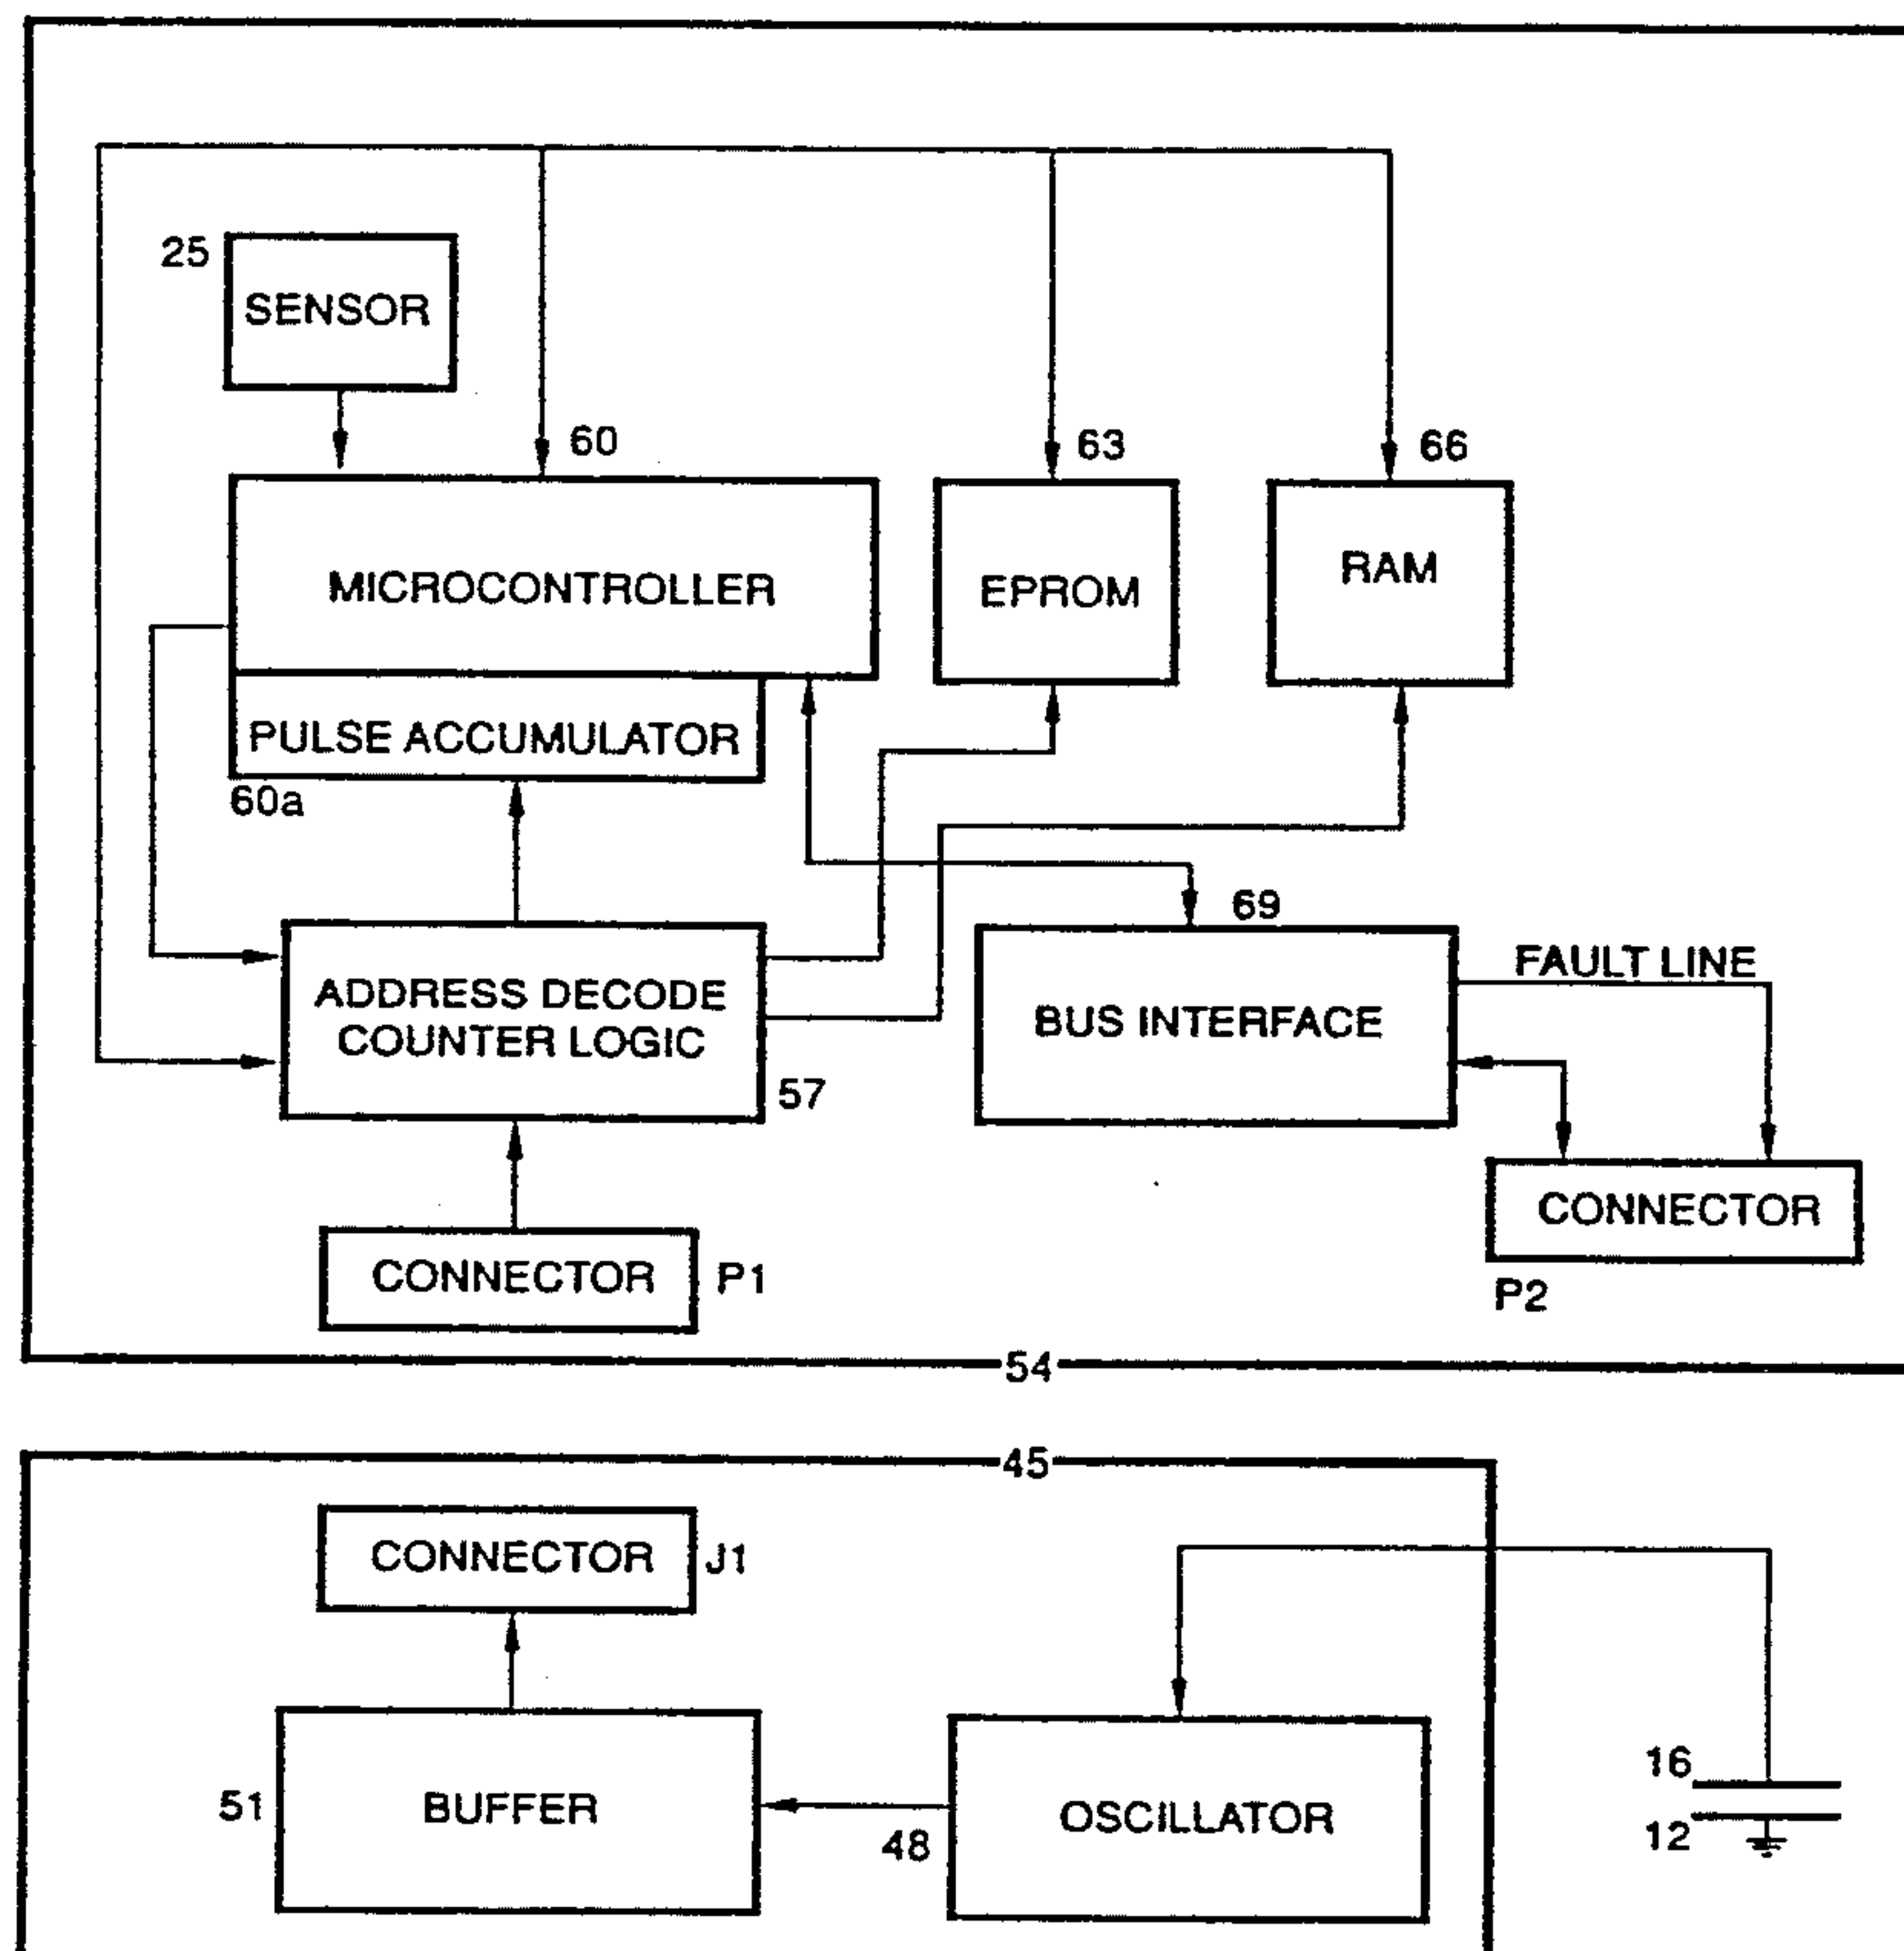 25
SENSOR
60
63
66
MICROCONTROLLER
EPROM
RAM
PULSE ACCUMULATOR
60a
69
ADDRESS DECODE
COUNTER LOGIC
57
BUS INTERFACE
FAULT LINE
CONNECTOR
P1
CONNECTOR
P2
54
45
CONNECTOR
J1
51
BUFFER
48
OSCILLATOR
16
12